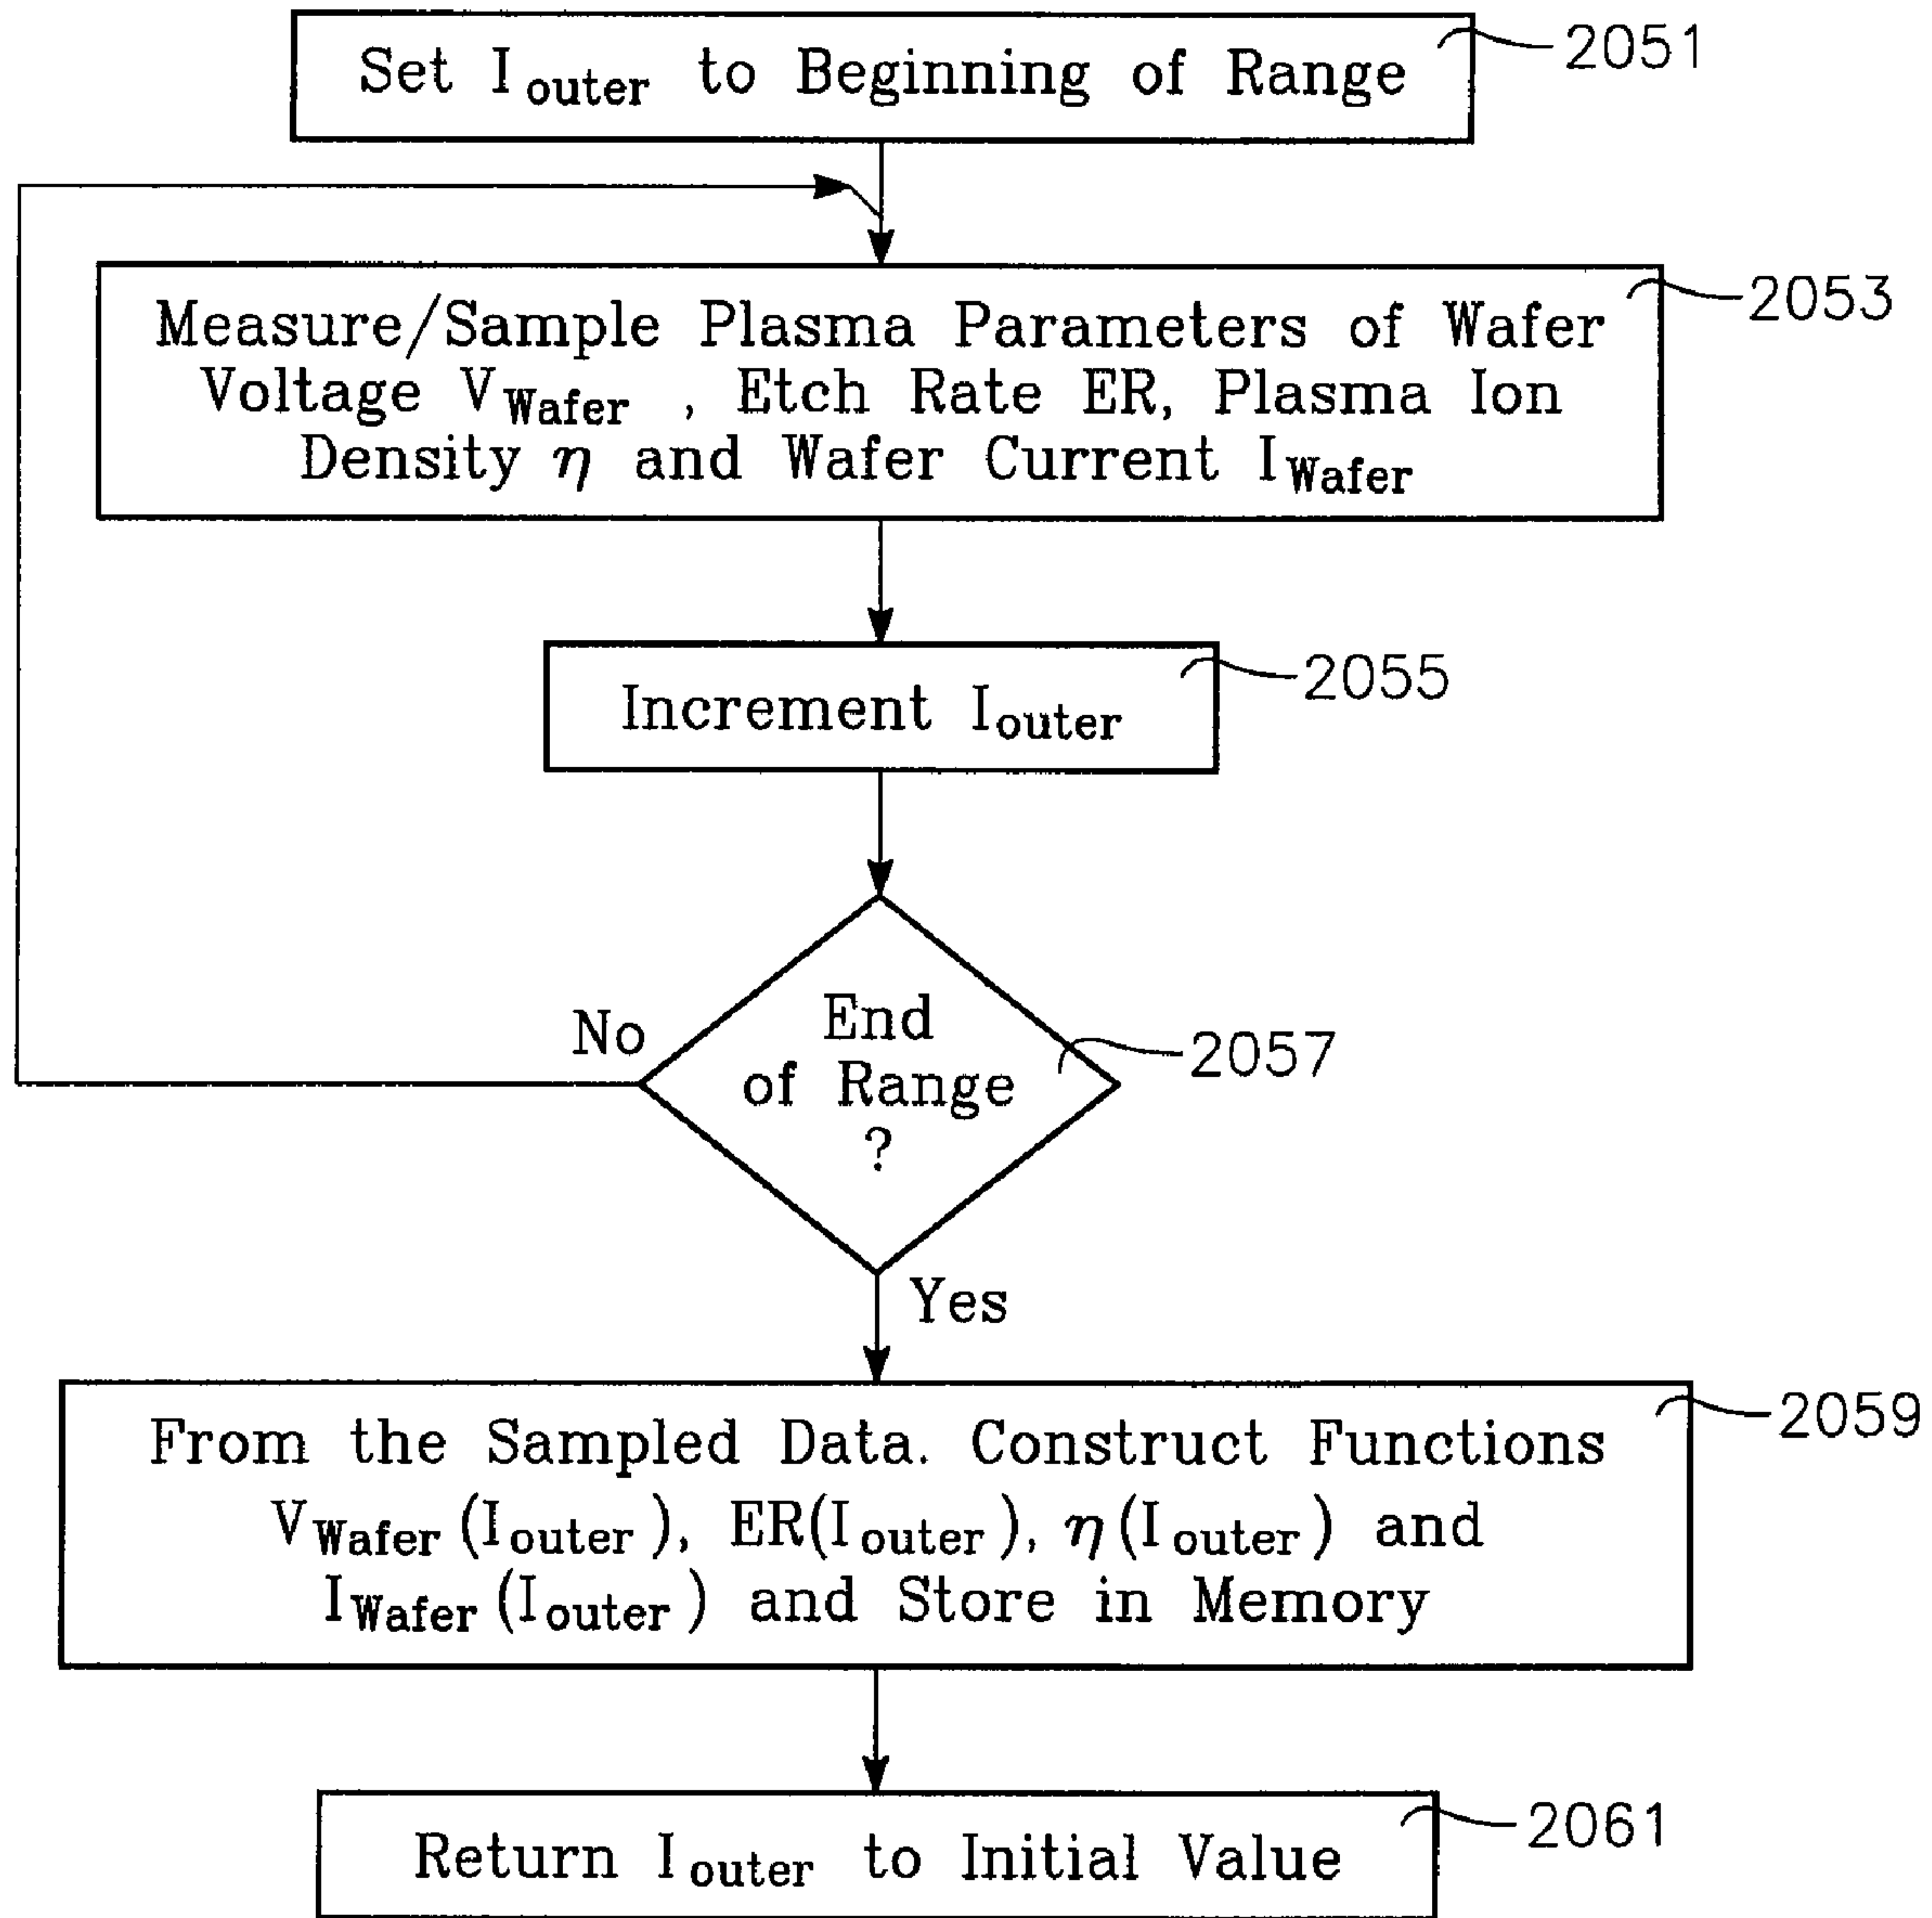 Set I outer to Beginning of Range
2051
Measure/Sample Plasma Parameters of Wafer
Voltage V Wafer , Etch Rate ER, Plasma Ion
Density η and Wafer Current I Wafer
2053
Increment I outer
2055
End
of Range
?
2057
No
Yes
From the Sampled Data. Construct Functions
V Wafer (I outer), ER(I outer), η(I outer) and
I Wafer (I outer) and Store in Memory
2059
Return I outer to Initial Value
2061